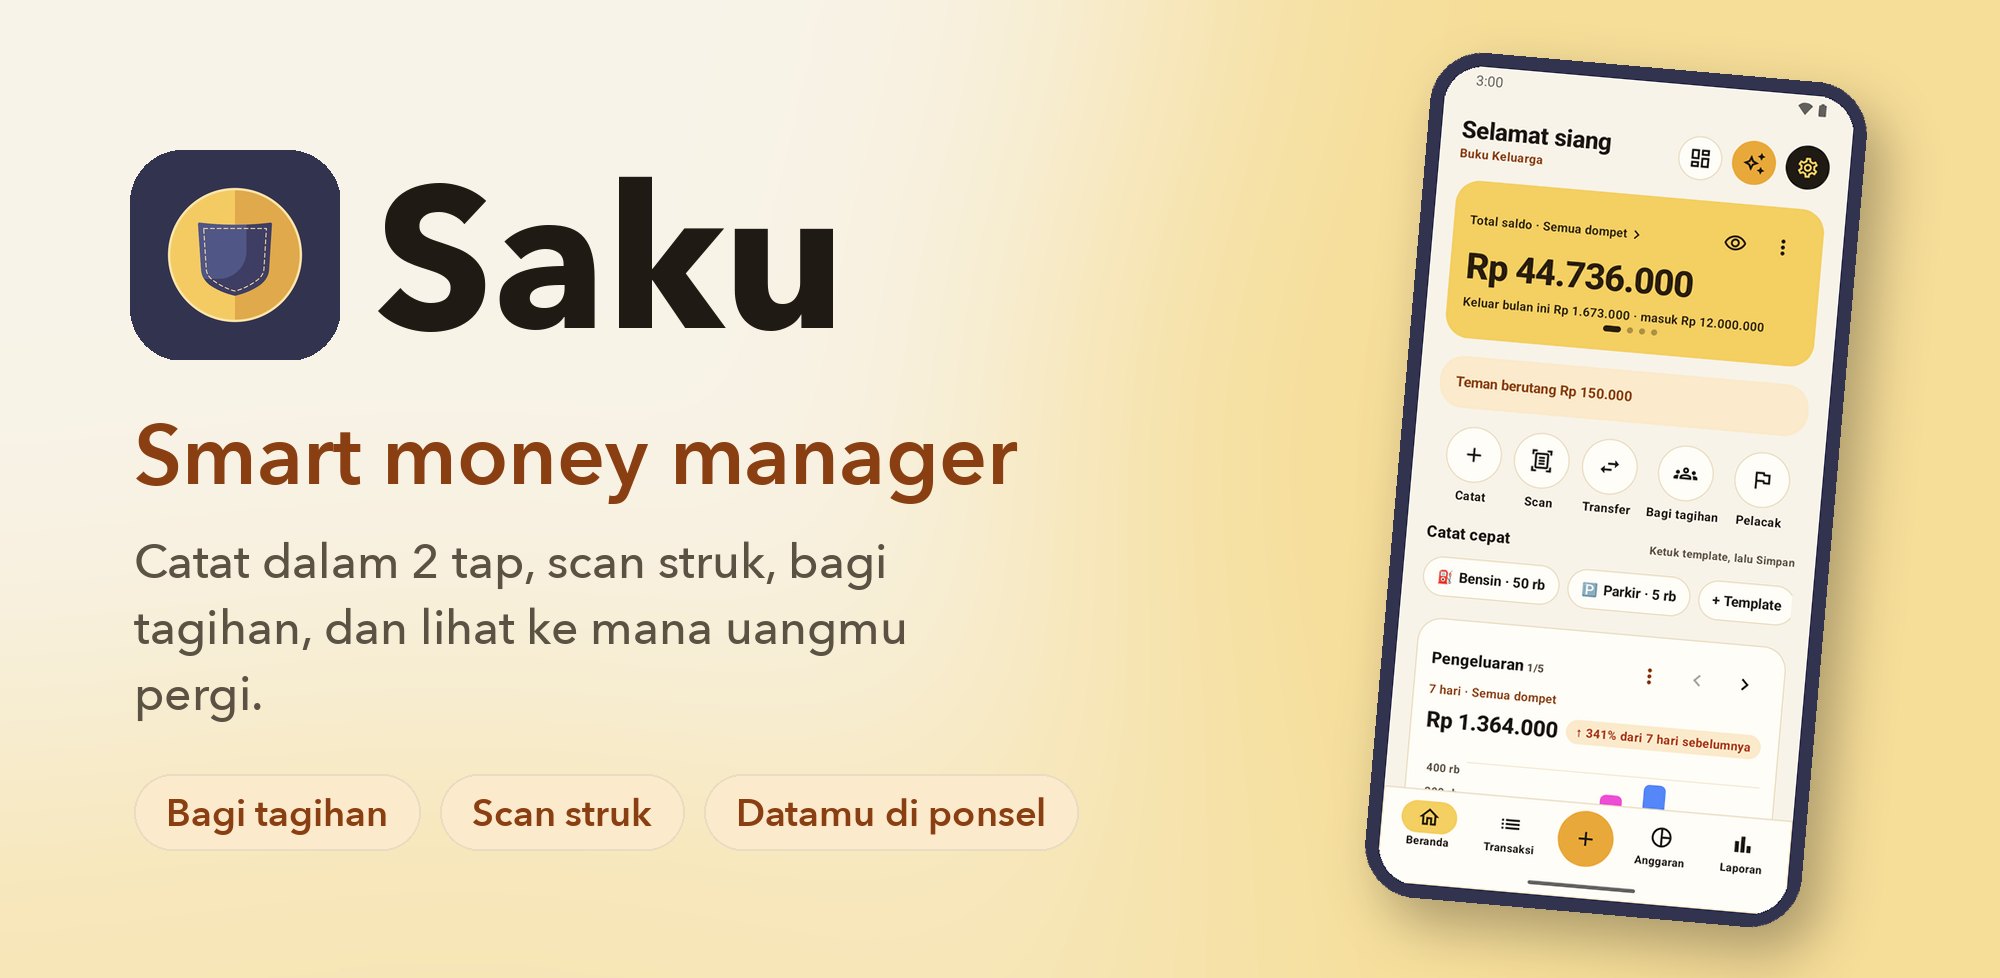 Saku
Smart money manager
Catat dalam 2 tap, scan struk, bagi
tagihan, dan lihat ke mana uangmu
pergi.
Bagi tagihan
Scan struk
Datamu di ponsel
3:00
Selamat siang
Buku Keluarga
Total saldo · Semua dompet
Rp 44.736.000
Keluar bulan ini Rp 1.673.000 · masuk Rp 12.000.000
Teman berutang Rp 150.000
Catat
Scan
Transfer
Bagi tagihan
Pelacak
Catat cepat
Ketuk template, lalu Simpan
Bensin · 50 rb
P Parkir · 5 rb
+ Template
Pengeluaran 1/5
7 hari · Semua dompet
Rp 1.364.000
↑ 341% dari 7 hari sebelumnya
400 rb
Beranda
Transaksi
Anggaran
Laporan